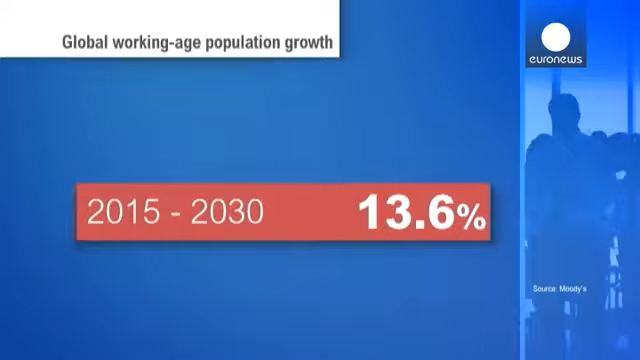 Global working-age population growth
euronews
2015 - 2030 13.6%
Source: Moody's